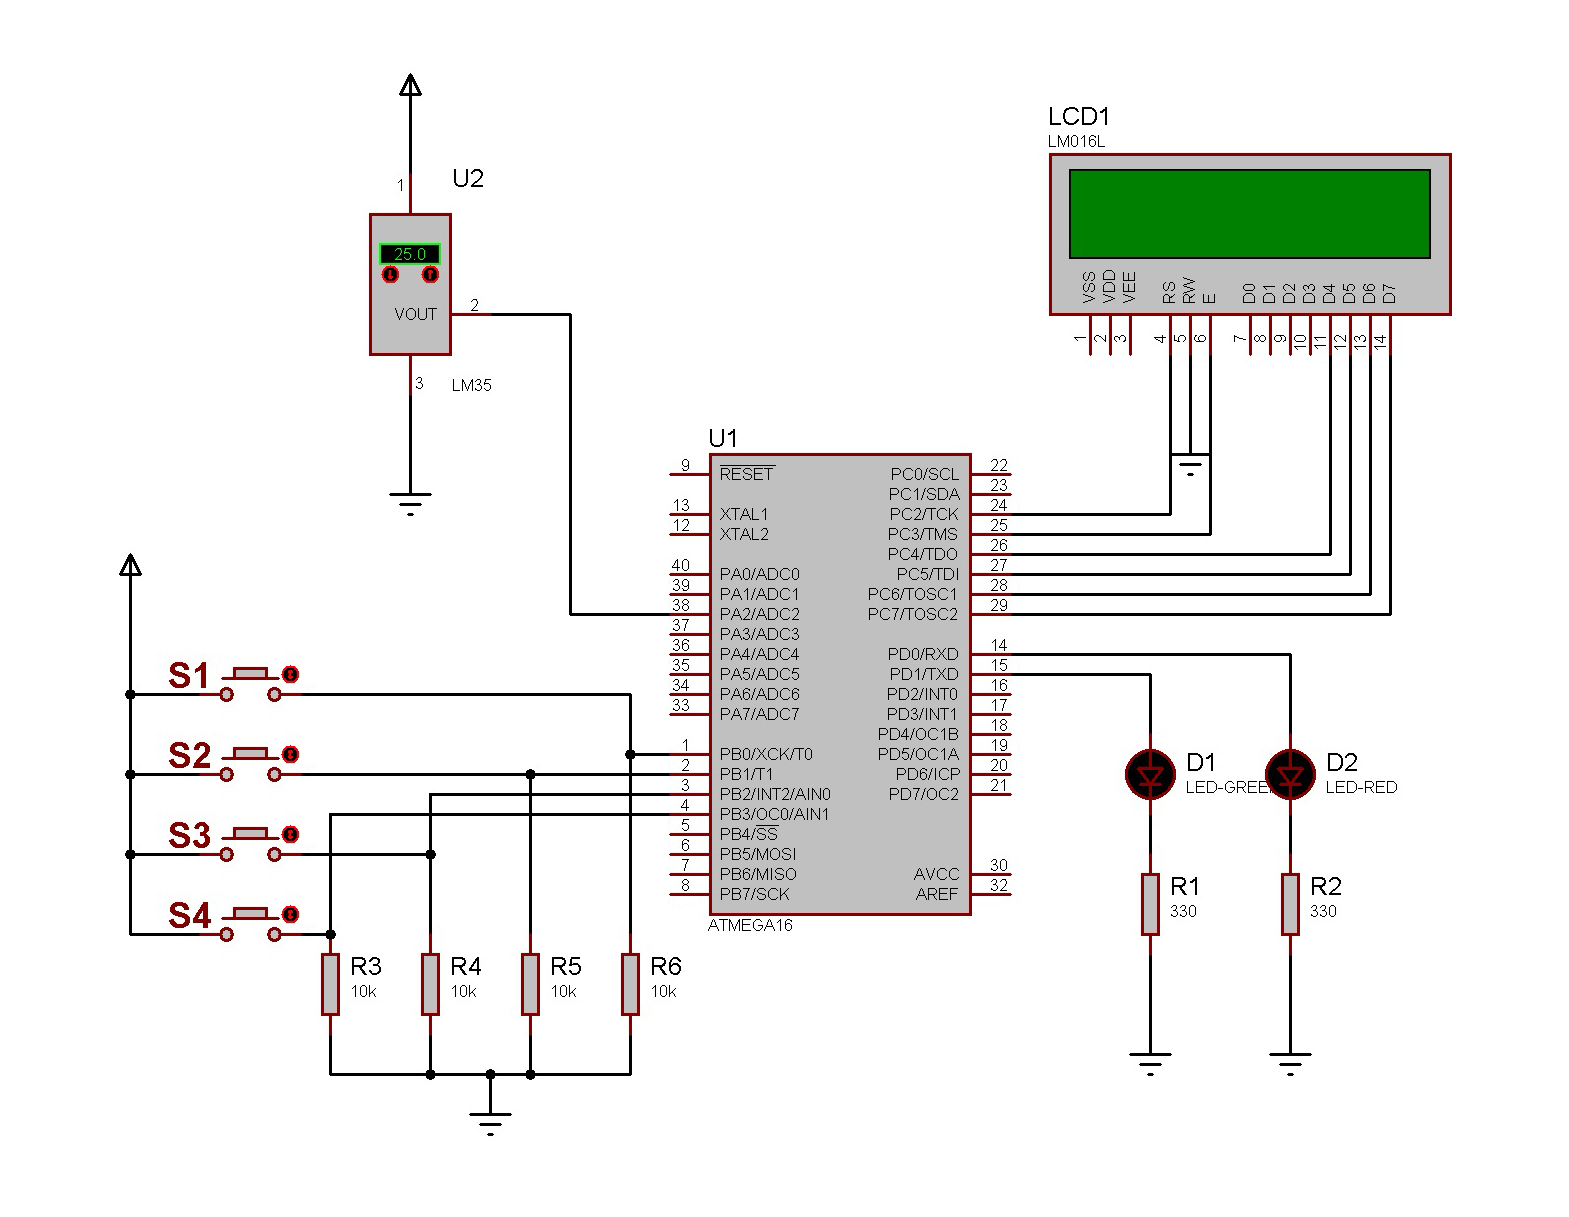 LCD1
LM016L
VSS
VDD
VEE
RS
RW
E
D0
D1
D2
D3
D4
D5
D6
D7
1
2
3
4
5
6
7
8
9
10
11
12
13
14
1
U2
25.0
VOUT
2
3
LM35
U1
9 RESET PC0/SCL 22
PC1/SDA 23
13 XTAL1 PC2/TCK 24
12 XTAL2 PC3/TMS 25
PC4/TDO 26
40 PA0/ADC0 PC5/TDI 27
39 PA1/ADC1 PC6/TOSC1 28
38 PA2/ADC2 PC7/TOSC2 29
37 PA3/ADC3
36 PA4/ADC4 PD0/RXD 14
35 PA5/ADC5 PD1/TXD 15
34 PA6/ADC6 PD2/INT0 16
33 PA7/ADC7 PD3/INT1 17
PD4/OC1B 18
1 PB0/XCK/T0 PD5/OC1A 19
2 PB1/T1 PD6/ICP 20
3 PB2/INT2/AIN0 PD7/OC2 21
4 PB3/OC0/AIN1
5 PB4/SS
6 PB5/MOSI
7 PB6/MISO AVCC 30
8 PB7/SCK AREF 32
ATMEGA16
S1
S2
S3
S4
D1
LED-GREE
D2
LED-RED
R1
330
R2
330
R3
10k
R4
10k
R5
10k
R6
10k